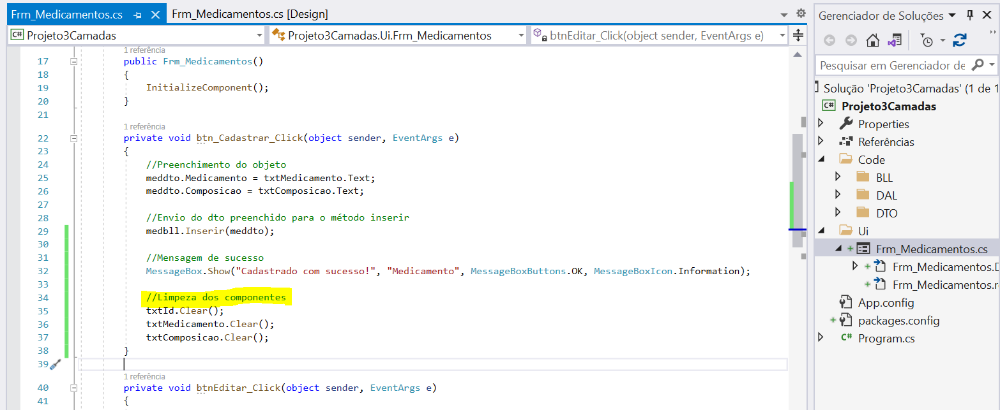 Frm_Medicamentos.cs
Frm_Medicamentos.cs [Design]
Projeto3Camadas
Projeto3Camadas.Ui.Frm_Medicamentos
btnEditar_Click(object sender, EventArgs e)
1 referência
17 public Frm_Medicamentos()
18 {
19 InitializeComponent();
20 }
21
1 referência
22 private void btn_Cadastrar_Click(object sender, EventArgs e)
23 {
24 //Preenchimento do objeto
25 meddto.Medicamento = txtMedicamento.Text;
26 meddto.Composicao = txtComposicao.Text;
27
28 //Envio do dto preenchido para o método inserir
29 medbll.Inserir(meddto);
30
31 //Mensagem de sucesso
32 MessageBox.Show("Cadastrado com sucesso!", "Medicamento", MessageBoxButtons.OK, MessageBoxIcon.Information);
33
34 //Limpeza dos componentes
35 txtId.Clear();
36 txtMedicamento.Clear();
37 txtComposicao.Clear();
38 }
39
1 referência
40 private void btnEditar_Click(object sender, EventArgs e)
41 {
Gerenciador de Soluções
Pesquisar em Gerenciador de
Solução 'Projeto3Camadas' (1 de 1
C# Projeto3Camadas
Properties
Referências
Code
BLL
DAL
DTO
Ui
Frm_Medicamentos.cs
Frm_Medicamentos.D
Frm_Medicamentos.r
App.config
packages.config
C# Program.cs